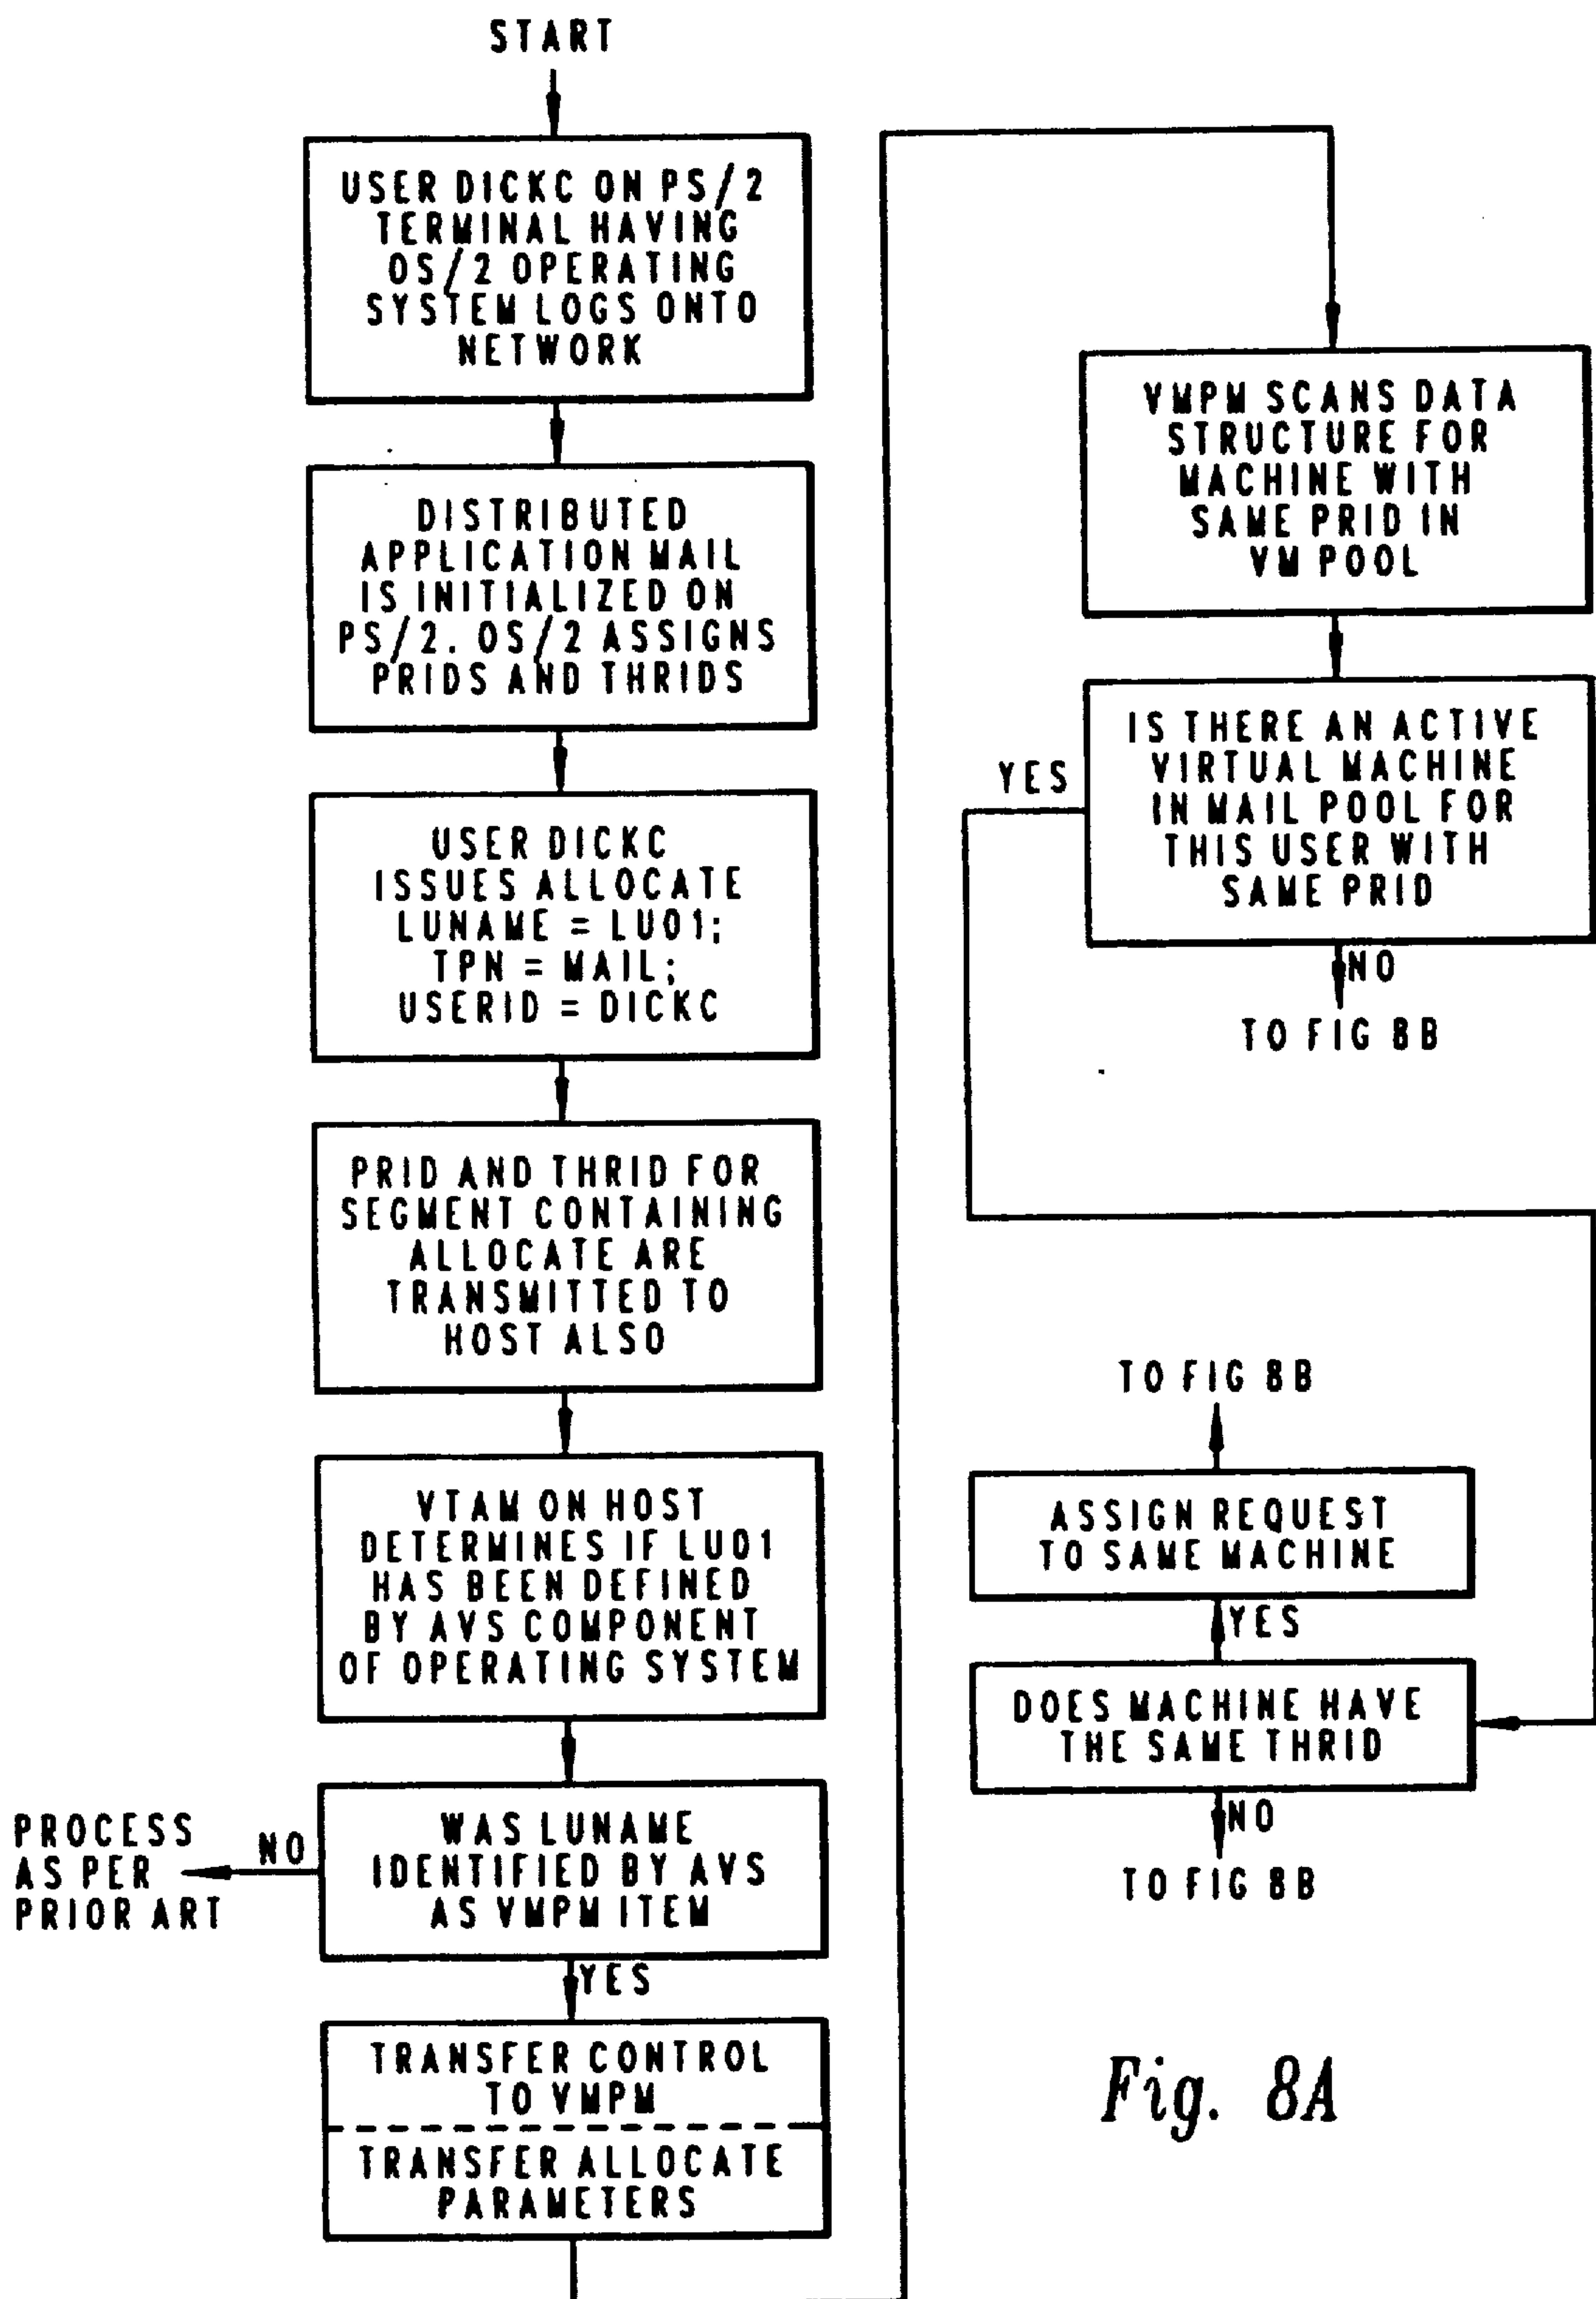 START
USER DICKC ON PS/2
TERMINAL HAVING
OS/2 OPERATING
SYSTEM LOGS ONTO
NETWORK
DISTRIBUTED
APPLICATION MAIL
IS INITIALIZED ON
PS/2. OS/2 ASSIGNS
PRIDS AND THRIDS
USER DICKC
ISSUES ALLOCATE
LUNAME = LU01;
TPN = MAIL;
USERID = DICKC
PRID AND THRID FOR
SEGMENT CONTAINING
ALLOCATE ARE
TRANSMITTED TO
HOST ALSO
VTAM ON HOST
DETERMINES IF LU01
HAS BEEN DEFINED
BY AVS COMPONENT
OF OPERATING SYSTEM
WAS LUNAME
IDENTIFIED BY AVS
AS VMPM ITEM
NO
PROCESS
AS PER
PRIOR ART
YES
TRANSFER CONTROL
TO VMPM
TRANSFER ALLOCATE
PARAMETERS
VMPM SCANS DATA
STRUCTURE FOR
MACHINE WITH
SAME PRID IN
VM POOL
IS THERE AN ACTIVE
VIRTUAL MACHINE
IN MAIL POOL FOR
THIS USER WITH
SAME PRID
YES
NO
TO FIG 8B
TO FIG 8B
ASSIGN REQUEST
TO SAME MACHINE
YES
DOES MACHINE HAVE
THE SAME THRID
NO
TO FIG 8B
Fig. 8A